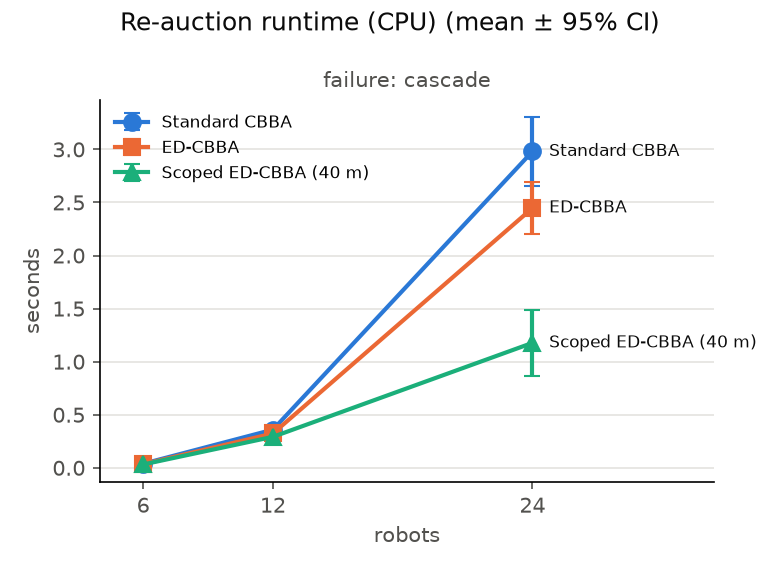 Re-auction runtime (CPU) (mean ± 95% CI)
failure: cascade
Standard CBBA
ED-CBBA
Scoped ED-CBBA (40 m)
Standard CBBA
ED-CBBA
Scoped ED-CBBA (40 m)
seconds
3.0
2.5
2.0
1.5
1.0
0.5
0.0
6 12 24
robots